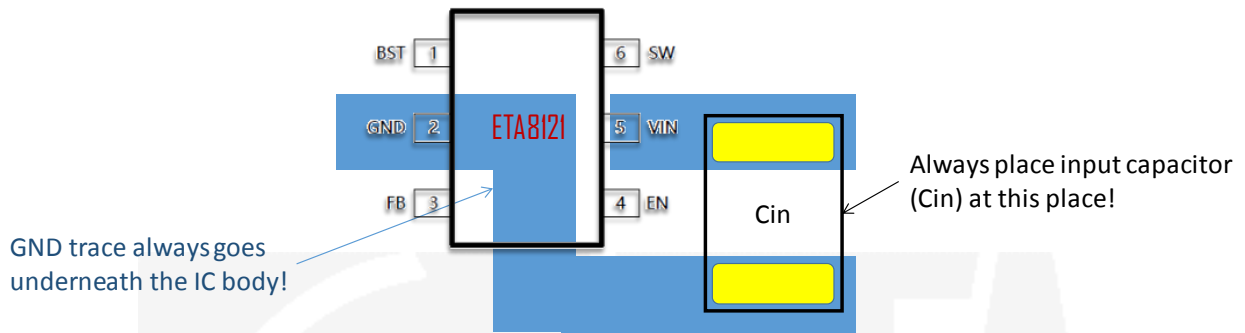 BST 1
6 SW
GND 2
ETA8121
5 VIN
Always place input capacitor
(Cin) at this place!
FB 3
4 EN
Cin
GND trace always goes
underneath the IC body!